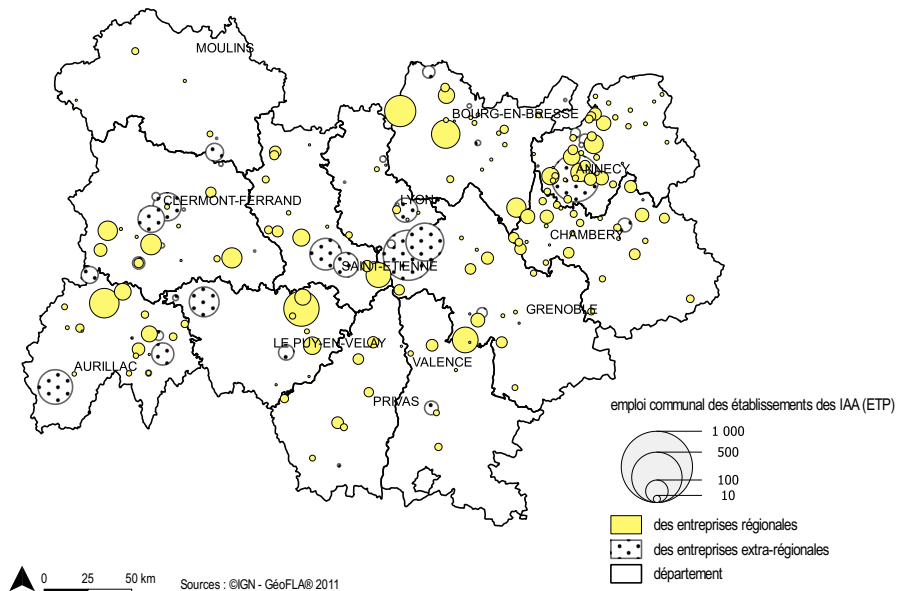 MOULINS
BOURG-EN-BRESSE
ANNECY
CLERMONT-FERRAND
LYON
CHAMBERY
SAINT-ETIENNE
GRENOBLE
LE PUY-EN-VELAY
VALENCE
AURILLAC
PRIVAS
emploi communal des établissements des IAA (ETP)
1 000
500
100
10
des entreprises régionales
des entreprises extra-régionales
département
0 25 50 km
Sources : ©IGN - GéoFLA® 2011